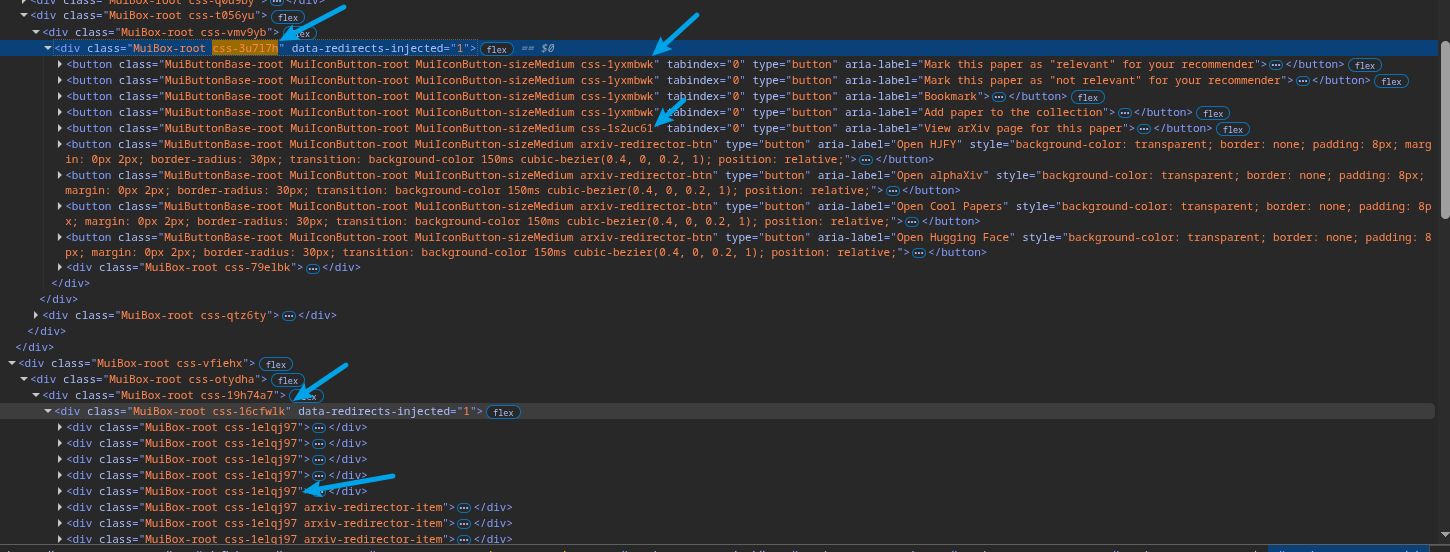 <div class="MuiBox-root css-t056yu"> flex
<div class="MuiBox-root css-vmv9yb"> flex
<div class="MuiBox-root css-3u7l7h" data-redirects-injected="1"> flex == $0
<button class="MuiButtonBase-root MuiIconButton-root MuiIconButton-sizeMedium css-1yxmbwk" tabindex="0" type="button" aria-label="Mark this paper as "relevant" for your recommender">…</button> flex
<button class="MuiButtonBase-root MuiIconButton-root MuiIconButton-sizeMedium css-1yxmbwk" tabindex="0" type="button" aria-label="Mark this paper as "not relevant" for your recommender">…</button> flex
<button class="MuiButtonBase-root MuiIconButton-root MuiIconButton-sizeMedium css-1yxmbwk" tabindex="0" type="button" aria-label="Bookmark">…</button> flex
<button class="MuiButtonBase-root MuiIconButton-root MuiIconButton-sizeMedium css-1yxmbwk" tabindex="0" type="button" aria-label="Add paper to the collection">…</button> flex
<button class="MuiButtonBase-root MuiIconButton-root MuiIconButton-sizeMedium css-1s2uc61" tabindex="0" type="button" aria-label="View arXiv page for this paper">…</button> flex
<button class="MuiButtonBase-root MuiIconButton-root MuiIconButton-sizeMedium arxiv-redirector-btn" type="button" aria-label="Open HJFY" style="background-color: transparent; border: none; padding: 8px; marg
in: 0px 2px; border-radius: 30px; transition: background-color 150ms cubic-bezier(0.4, 0, 0.2, 1); position: relative;">…</button>
<button class="MuiButtonBase-root MuiIconButton-root MuiIconButton-sizeMedium arxiv-redirector-btn" type="button" aria-label="Open alphaXiv" style="background-color: transparent; border: none; padding: 8px;
margin: 0px 2px; border-radius: 30px; transition: background-color 150ms cubic-bezier(0.4, 0, 0.2, 1); position: relative;">…</button>
<button class="MuiButtonBase-root MuiIconButton-root MuiIconButton-sizeMedium arxiv-redirector-btn" type="button" aria-label="Open Cool Papers" style="background-color: transparent; border: none; padding: 8p
x; margin: 0px 2px; border-radius: 30px; transition: background-color 150ms cubic-bezier(0.4, 0, 0.2, 1); position: relative;">…</button>
<button class="MuiButtonBase-root MuiIconButton-root MuiIconButton-sizeMedium arxiv-redirector-btn" type="button" aria-label="Open Hugging Face" style="background-color: transparent; border: none; padding: 8
px; margin: 0px 2px; border-radius: 30px; transition: background-color 150ms cubic-bezier(0.4, 0, 0.2, 1); position: relative;">…</button>
<div class="MuiBox-root css-79elbk">…</div>
</div>
</div>
<div class="MuiBox-root css-qtz6ty">…</div>
</div>
</div>
<div class="MuiBox-root css-vfiehx"> flex
<div class="MuiBox-root css-otydha"> flex
<div class="MuiBox-root css-19h74a7"> flex
<div class="MuiBox-root css-16cfwlk" data-redirects-injected="1"> flex
<div class="MuiBox-root css-1elqj97">…</div>
<div class="MuiBox-root css-1elqj97">…</div>
<div class="MuiBox-root css-1elqj97">…</div>
<div class="MuiBox-root css-1elqj97">…</div>
<div class="MuiBox-root css-1elqj97">…</div>
<div class="MuiBox-root css-1elqj97 arxiv-redirector-item">…</div>
<div class="MuiBox-root css-1elqj97 arxiv-redirector-item">…</div>
<div class="MuiBox-root css-1elqj97 arxiv-redirector-item">…</div>